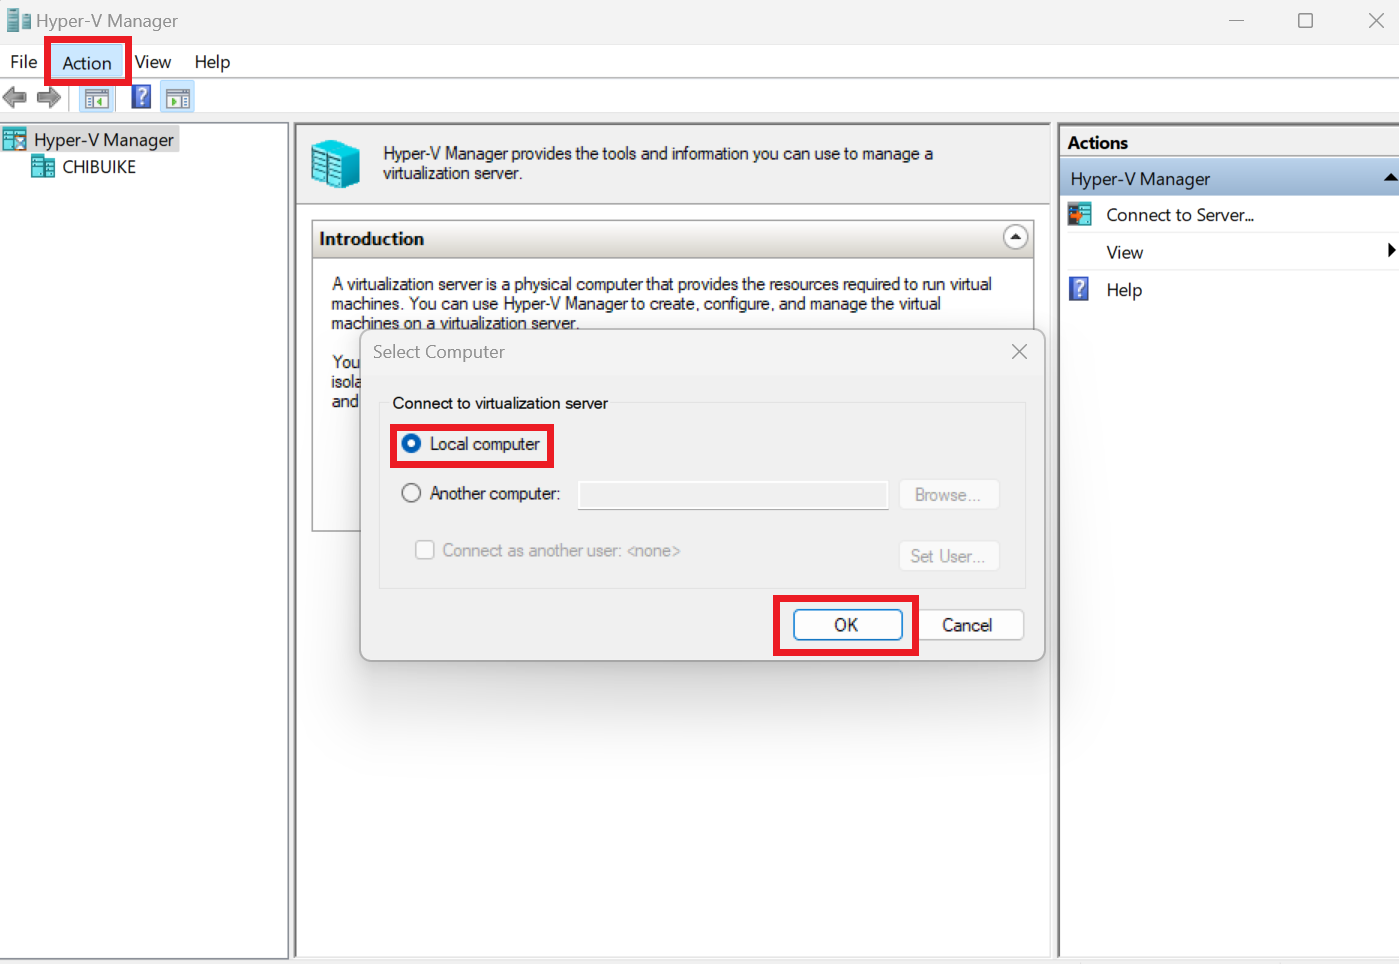 Hyper-V Manager
File Action View Help
Hyper-V Manager
CHIBUIKE
Hyper-V Manager provides the tools and information you can use to manage a
virtualization server.
Introduction
A virtualization server is a physical computer that provides the resources required to run virtual
machines. You can use Hyper-V Manager to create, configure, and manage the virtual
machines on a virtualization server.
You
isola
and
Select Computer
Connect to virtualization server
Local computer
Another computer:
Browse...
Connect as another user: <none>
Set User...
OK
Cancel
Actions
Hyper-V Manager
Connect to Server...
View
Help